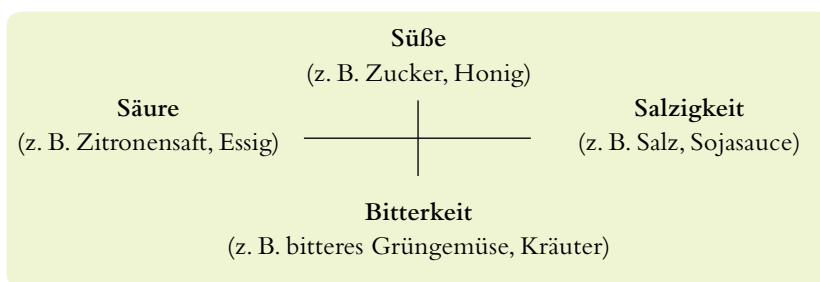 Süße
(z. B. Zucker, Honig)
Säure
(z. B. Zitronensaft, Essig)
Salzigkeit
(z. B. Salz, Sojasauce)
Bitterkeit
(z. B. bitteres Grüngemüse, Kräuter)